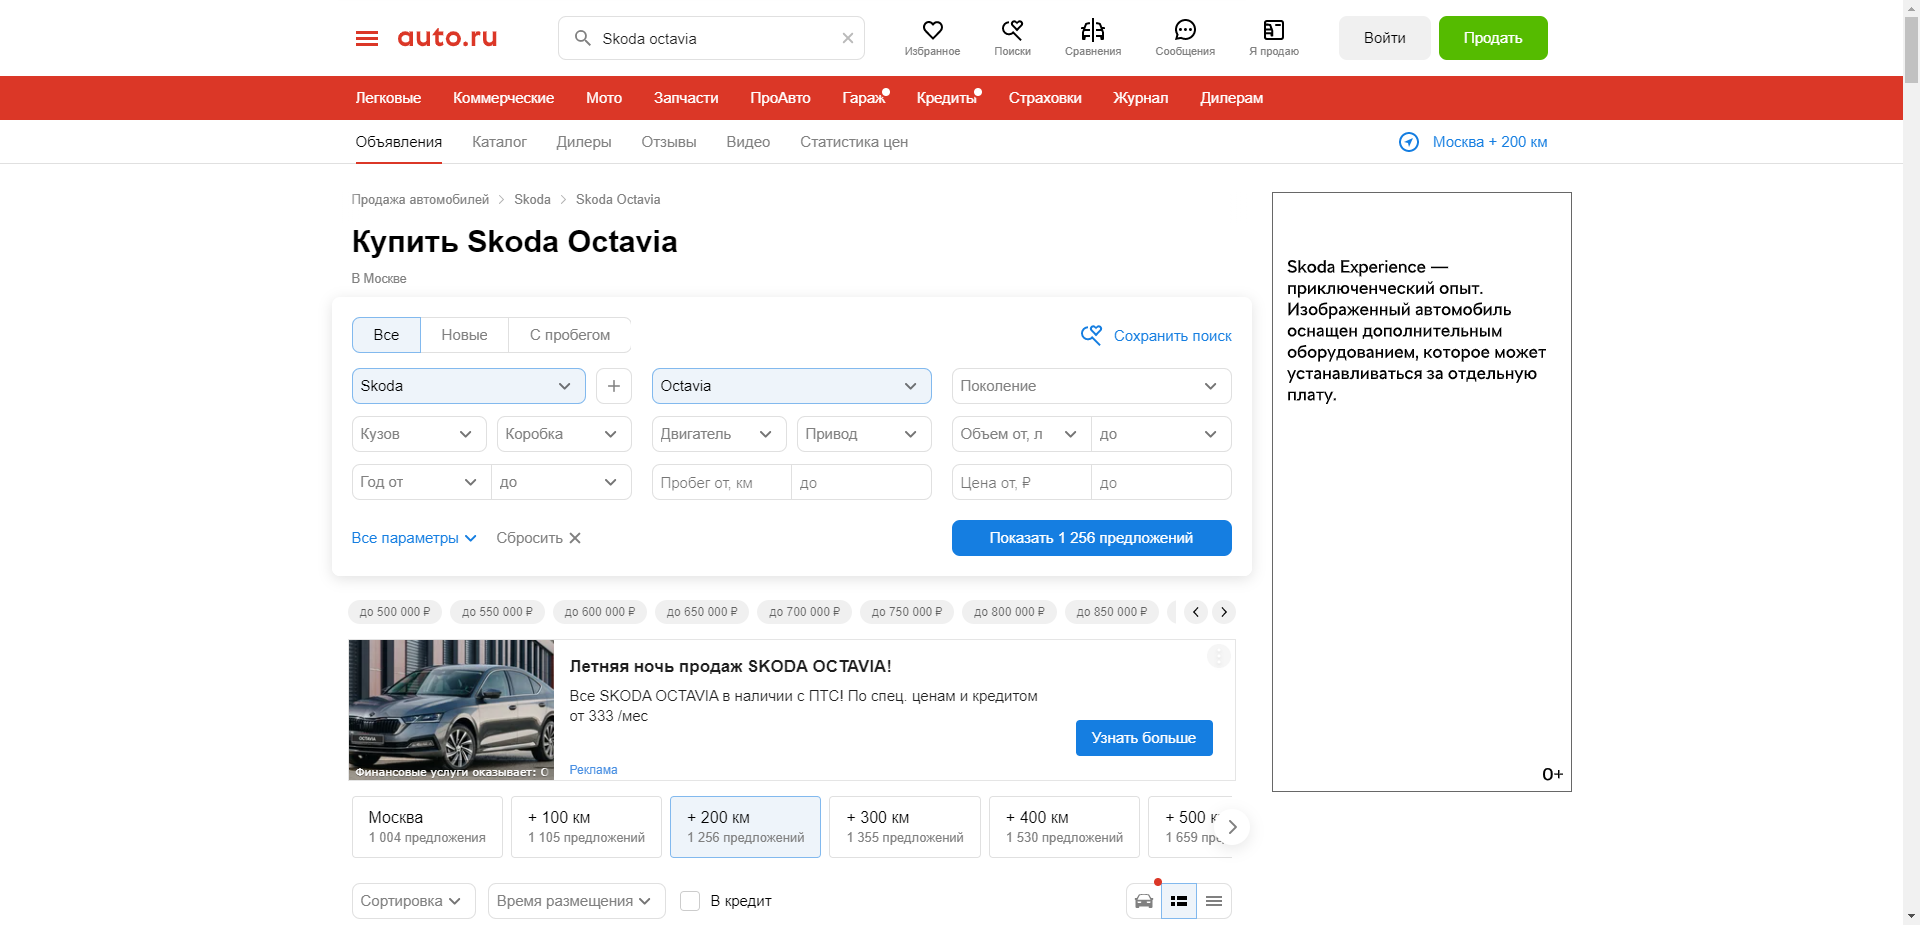 auto.ru
Skoda octavia
Избранное
Поиски
Сравнения
Сообщения
Я продаю
Войти
Продать
Легковые
Коммерческие
Мото
Запчасти
ПроАвто
Гараж
Кредиты
Страховки
Журнал
Дилерам
Объявления
Каталог
Дилеры
Отзывы
Видео
Статистика цен
Москва + 200 км
Продажа автомобилей
Skoda
Skoda Octavia
Купить Skoda Octavia
В Москве
Все
Новые
С пробегом
Сохранить поиск
Skoda
Octavia
Поколение
Кузов
Коробка
Двигатель
Привод
Объем от, л
до
Год от
до
Пробег от, км
до
Цена от, ₽
до
Все параметры
Сбросить
Показать 1 256 предложений
до 500 000 ₽
до 550 000 ₽
до 600 000 ₽
до 650 000 ₽
до 700 000 ₽
до 750 000 ₽
до 800 000 ₽
до 850 000 ₽
OCTAVIA
Финансовые услуги оказывает: С
Летняя ночь продаж SKODA OCTAVIA!
Все SKODA OCTAVIA в наличии с ПТС! По спец. ценам и кредитом
от 333 /мес
Узнать больше
Реклама
Москва
1 004 предложения
+ 100 км
1 105 предложений
+ 200 км
1 256 предложений
+ 300 км
1 355 предложений
+ 400 км
1 530 предложений
+ 500 к
1 659 пре
Сортировка
Время размещения
В кредит
Skoda Experience —
приключенческий опыт.
Изображенный автомобиль
оснащен дополнительным
оборудованием, которое может
устанавливаться за отдельную
плату.
0+